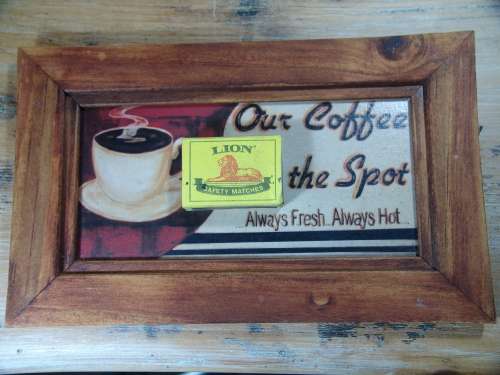 Our Coffee
the Spot
Always Fresh..Always Hot...
LION
SAFETY MATCHES